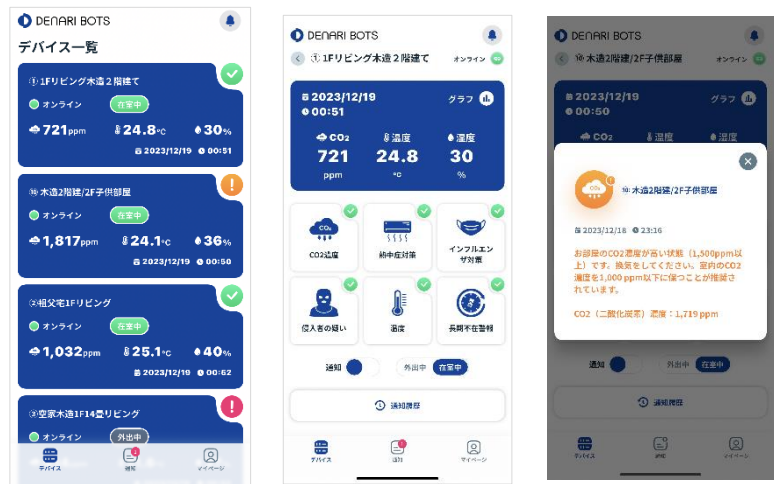 DENARI BOTS
デバイス一覧
① 1Fリビング木造2階建て
オンライン
在室中
721ppm
24.8°C
30%
2023/12/19 00:51
⑩ 木造2階建/2F子供部屋
オンライン
在室中
1,817ppm
24.1°C
36%
2023/12/19 00:50
②祖父宅1Fリビング
オンライン
在室中
1,032ppm
25.1°C
40%
2023/12/19 00:62
③空家木造1F14畳リビング
オンライン
外出中
デバイス
通知
マイページ
DENARI BOTS
① 1Fリビング木造2階建て
オンライン
2023/12/19
00:51
グラフ
CO2
温度
湿度
721
24.8
30
ppm
°C
%
CO2
CO2濃度
熱中症対策
インフルエン
ザ対策
侵入者の疑い
温度
長期不在警報
通知
外出中
在室中
通知履歴
デバイス
通知
マイページ
DENARI BOTS
⑩ 木造2階建/2F子供部屋
オンライン
2023/12/19
00:50
グラフ
CO2
温度
湿度
CO2
⑩ 木造2階建/2F子供部屋
2023/12/18 23:16
お部屋のCO2濃度が高い状態（1,500ppm以
上）です。換気をしてください。室内のCO2
濃度を1,000 ppm以下に保つことが推奨さ
れています。
CO2（二酸化炭素）濃度：1,719 ppm
通知
外出中
在室中
通知履歴
デバイス
通知
マイページ